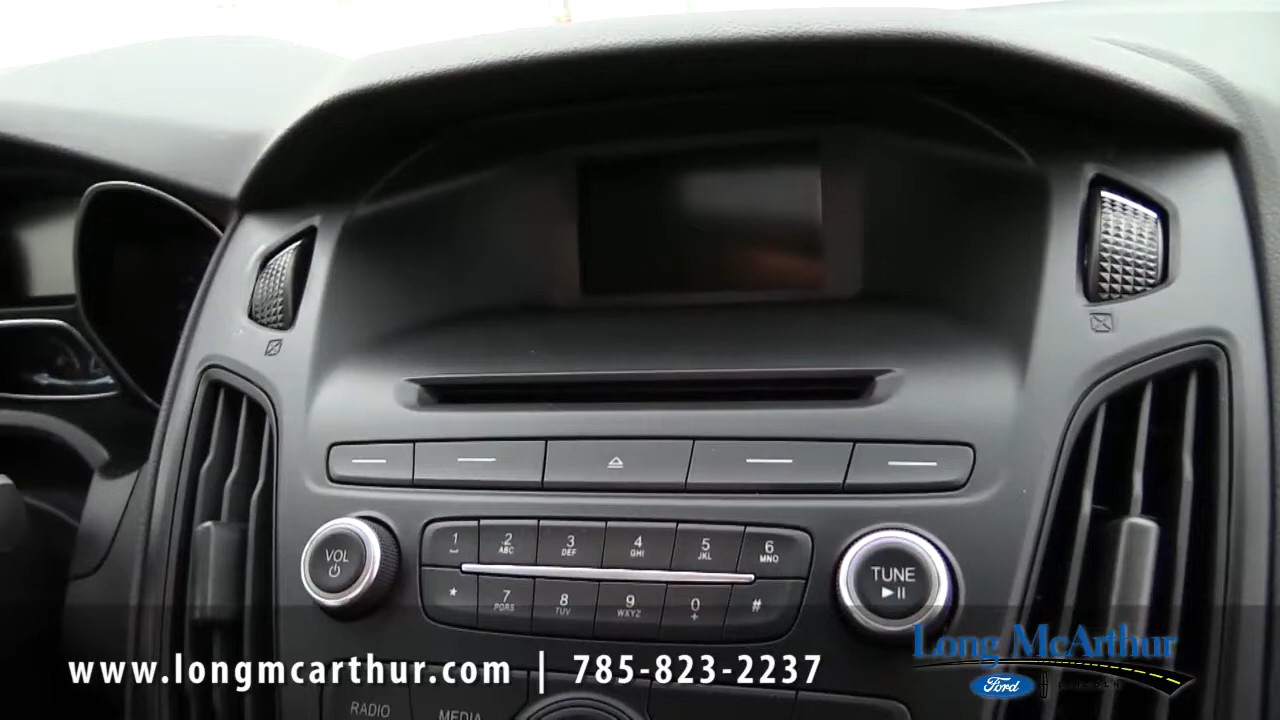 1 2 ABC 3 DEF 4 GHI 5 JKL 6 MNO
VOL
TUNE
* 7 PQRS 8 TUV 9 WXYZ 0 + #
Long McArthur
www.longmcarthur.com | 785-823-2237
Ford LINCOLN
RADIO MEDIA